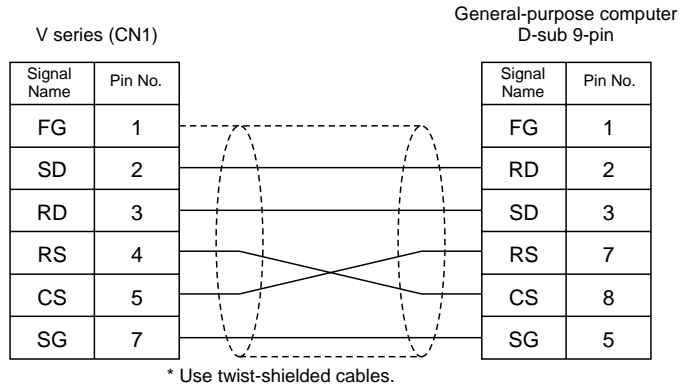 General-purpose computer
V series (CN1) D-sub 9-pin
Signal Name Pin No. Signal Name Pin No.
FG 1 FG 1
SD 2 RD 2
RD 3 SD 3
RS 4 RS 7
CS 5 CS 8
SG 7 SG 5
* Use twist-shielded cables.